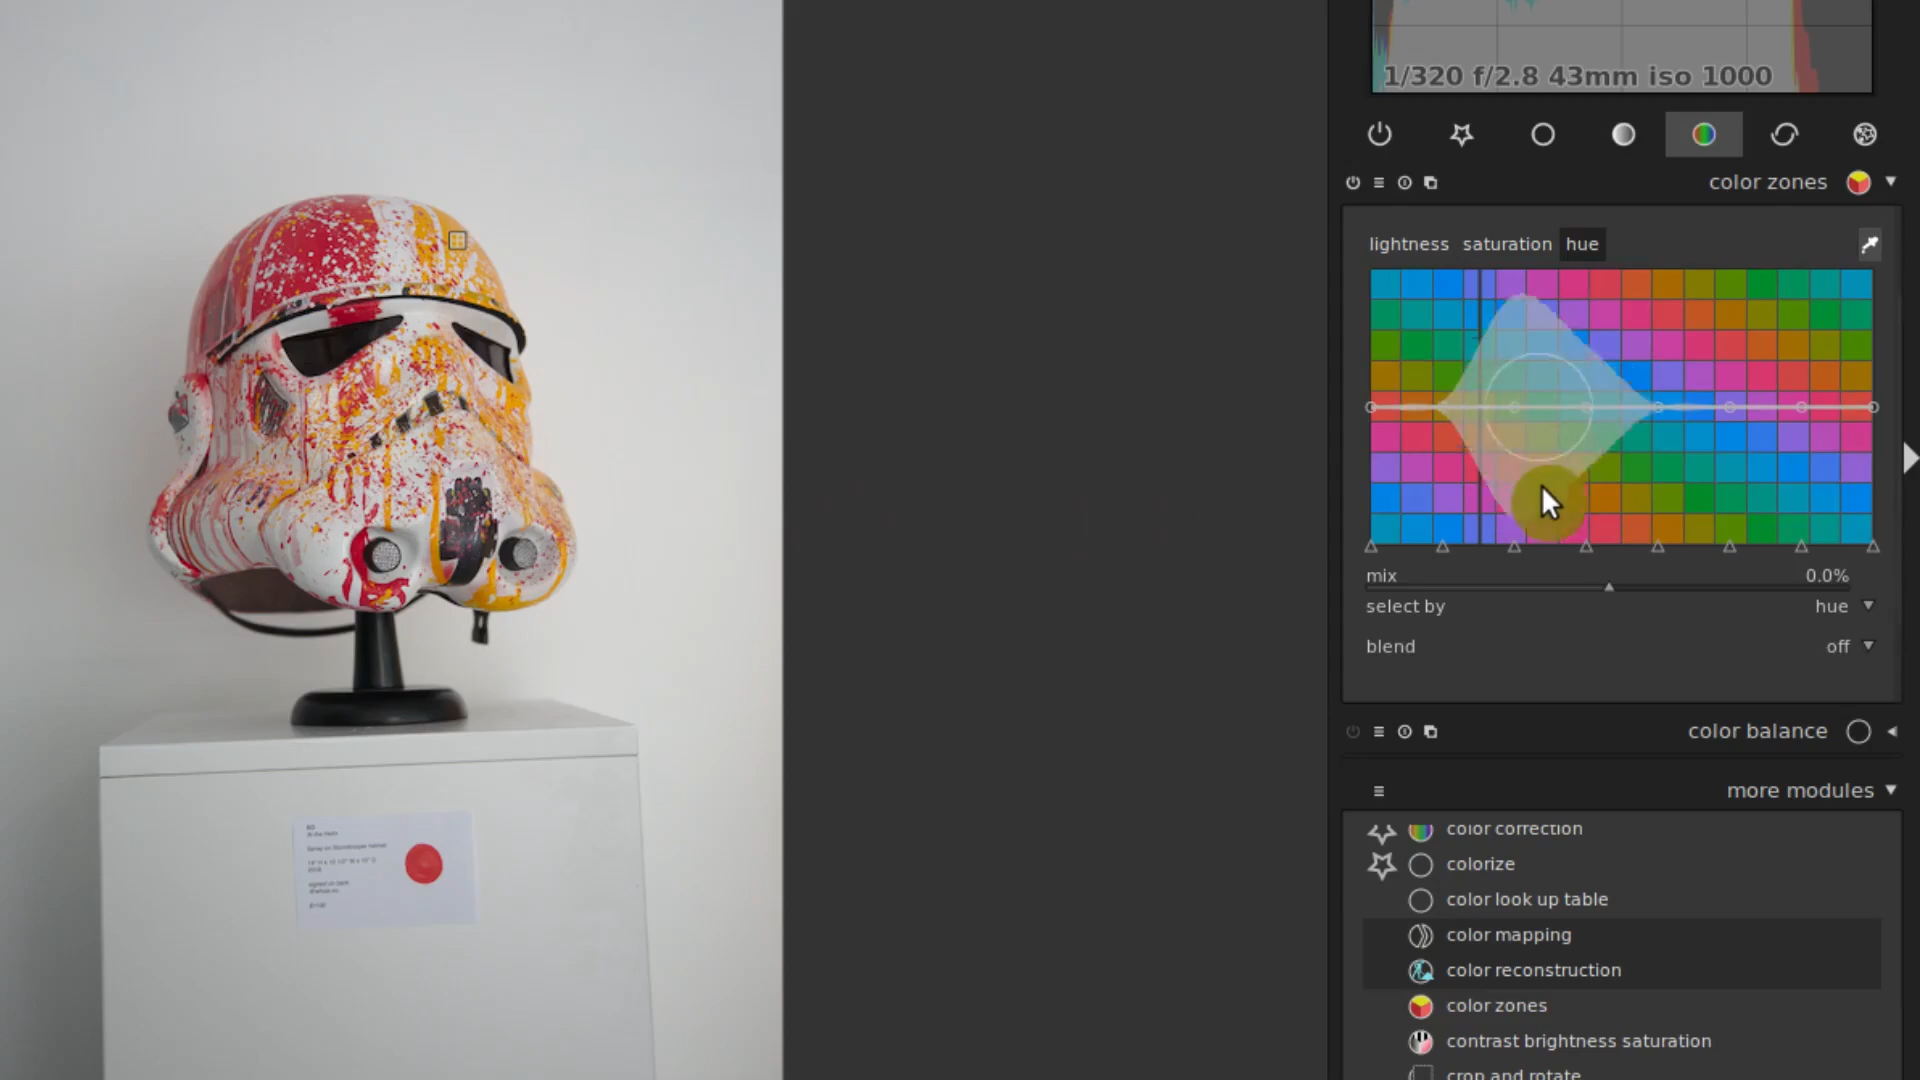 1/320 f/2.8 43mm iso 1000
color zones
lightness saturation hue
mix 0.0%
select by hue
blend off
color balance
more modules
color correction
colorize
color look up table
color mapping
color reconstruction
color zones
contrast brightness saturation
crop and rotate